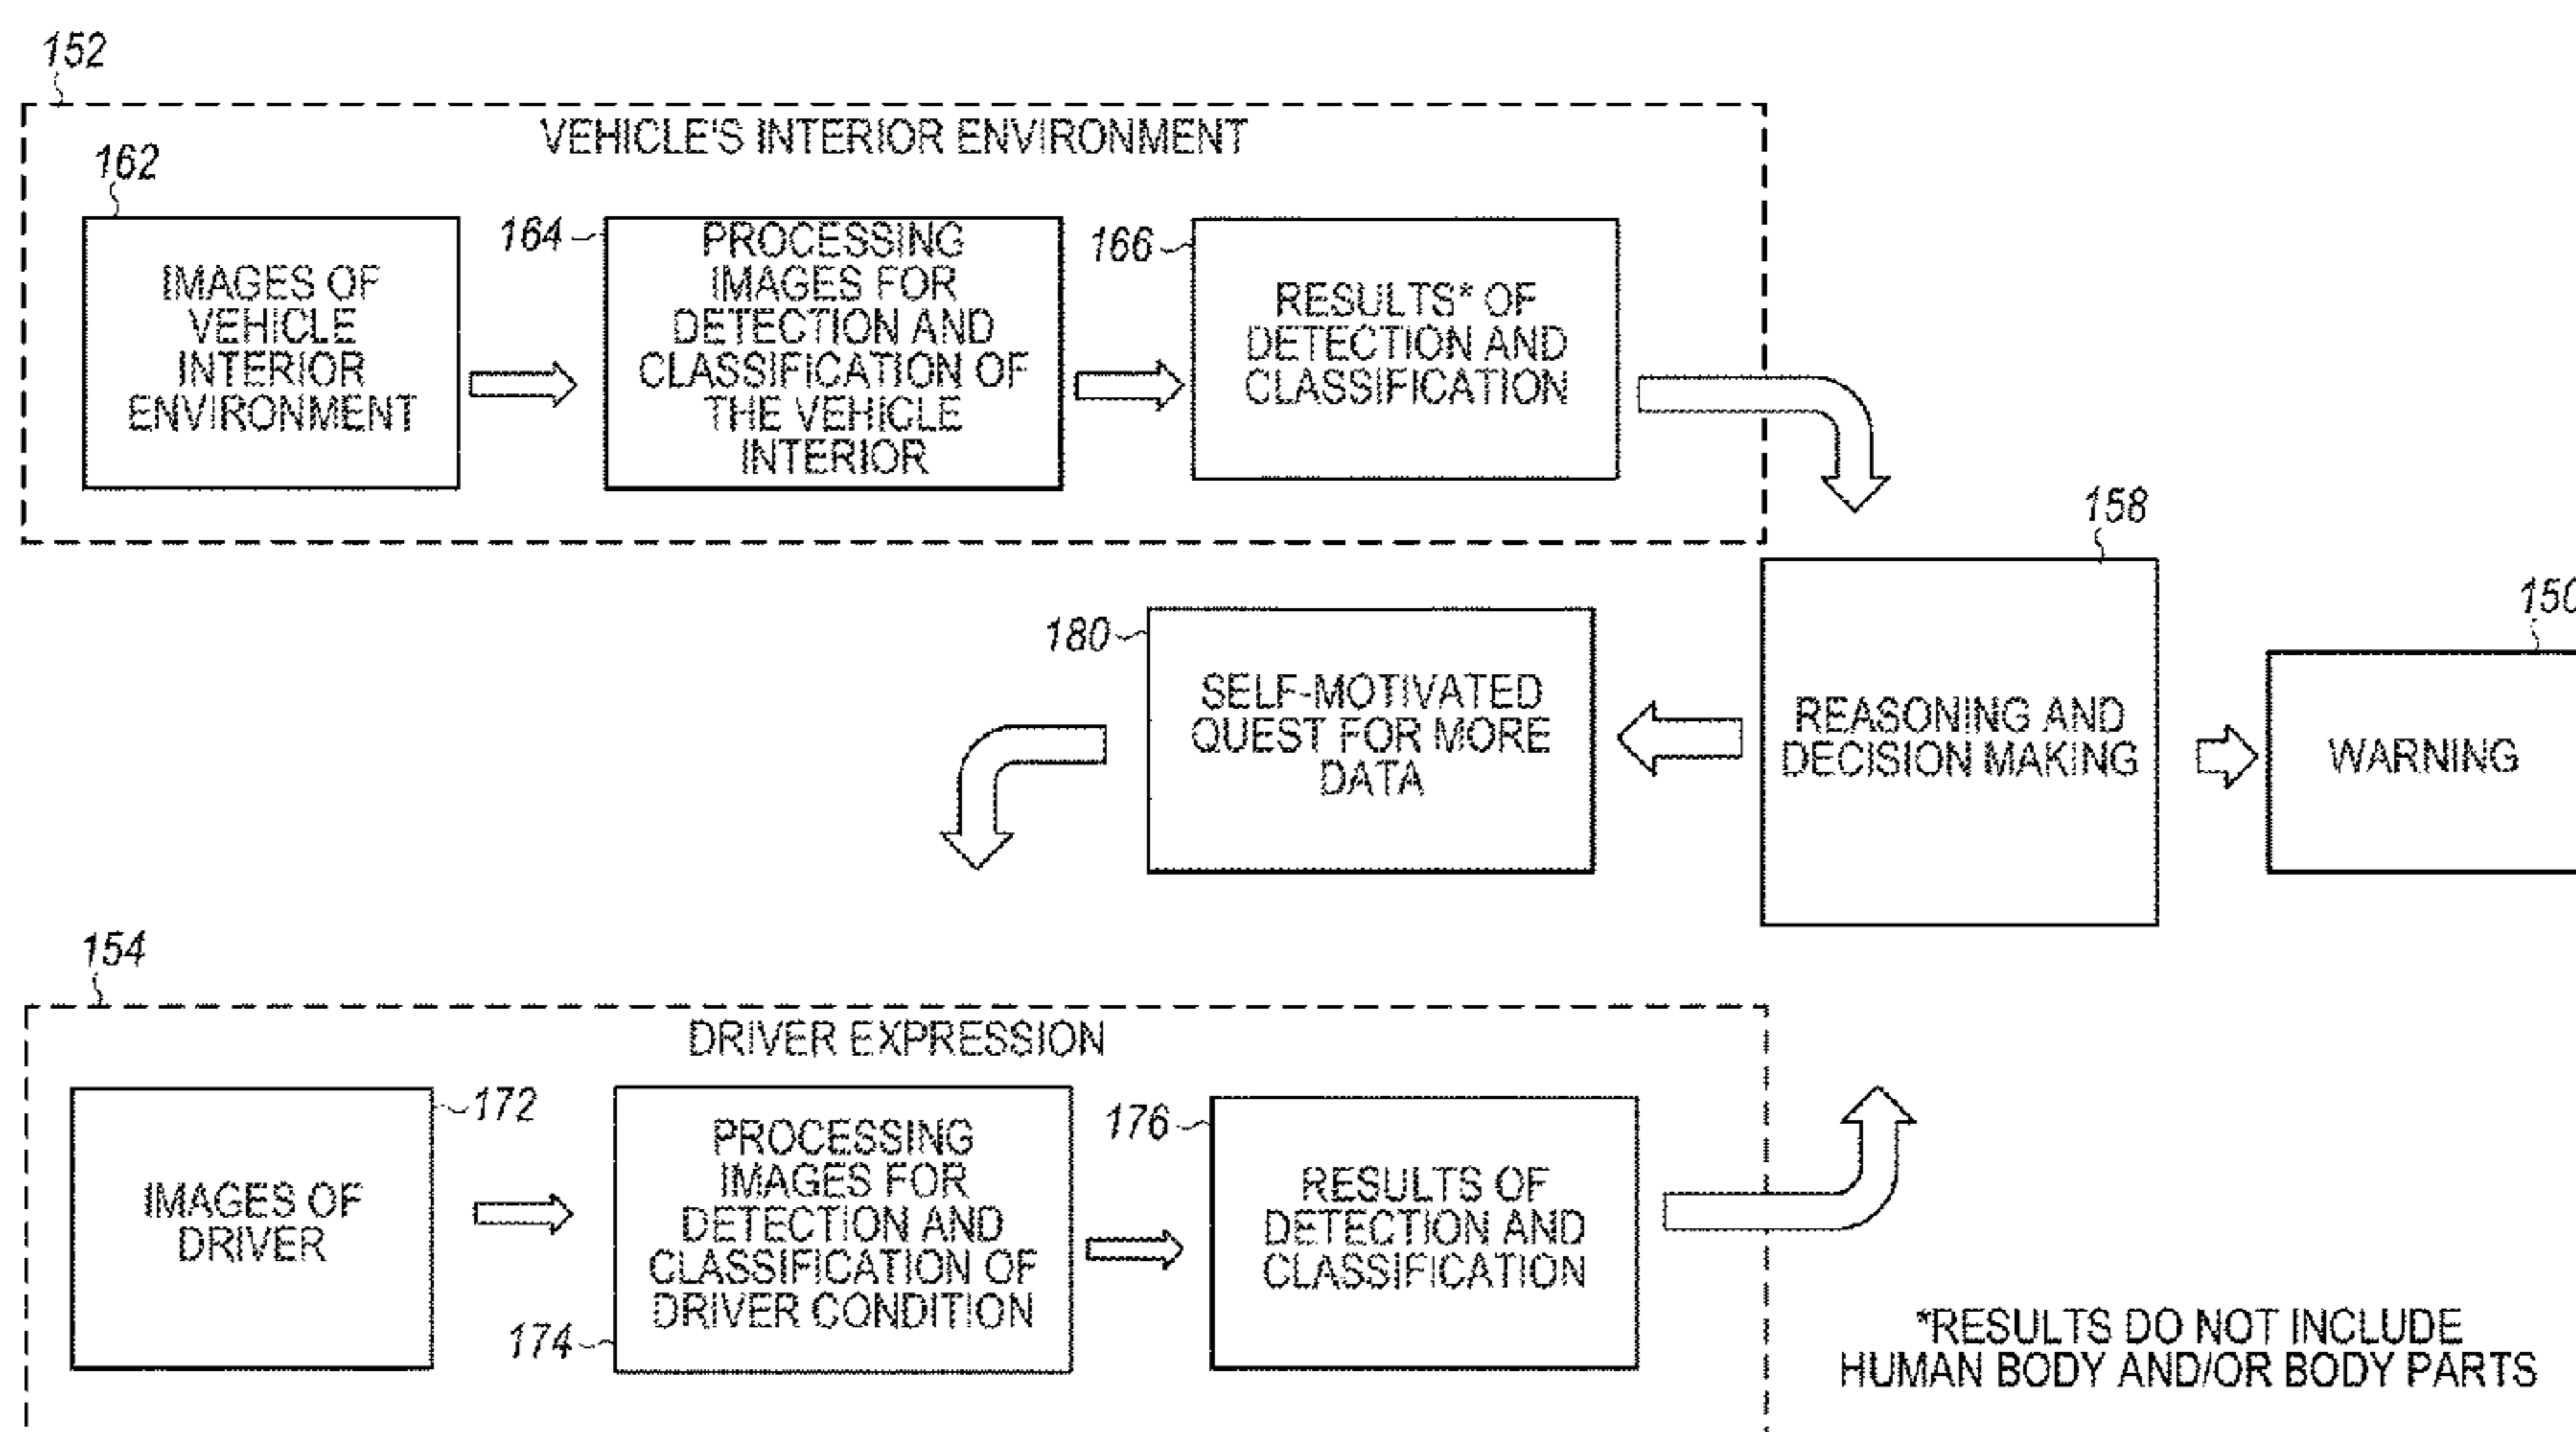 152
VEHICLE'S INTERIOR ENVIRONMENT
162
IMAGES OF
VEHICLE
INTERIOR
ENVIRONMENT
164
PROCESSING
IMAGES FOR
DETECTION AND
CLASSIFICATION OF
THE VEHICLE
INTERIOR
166
RESULTS* OF
DETECTION AND
CLASSIFICATION
158
REASONING AND
DECISION MAKING
150
WARNING
180
SELF-MOTIVATED
QUEST FOR MORE
DATA
154
DRIVER EXPRESSION
172
IMAGES OF
DRIVER
174
PROCESSING
IMAGES FOR
DETECTION AND
CLASSIFICATION OF
DRIVER CONDITION
176
RESULTS OF
DETECTION AND
CLASSIFICATION
*RESULTS DO NOT INCLUDE
HUMAN BODY AND/OR BODY PARTS